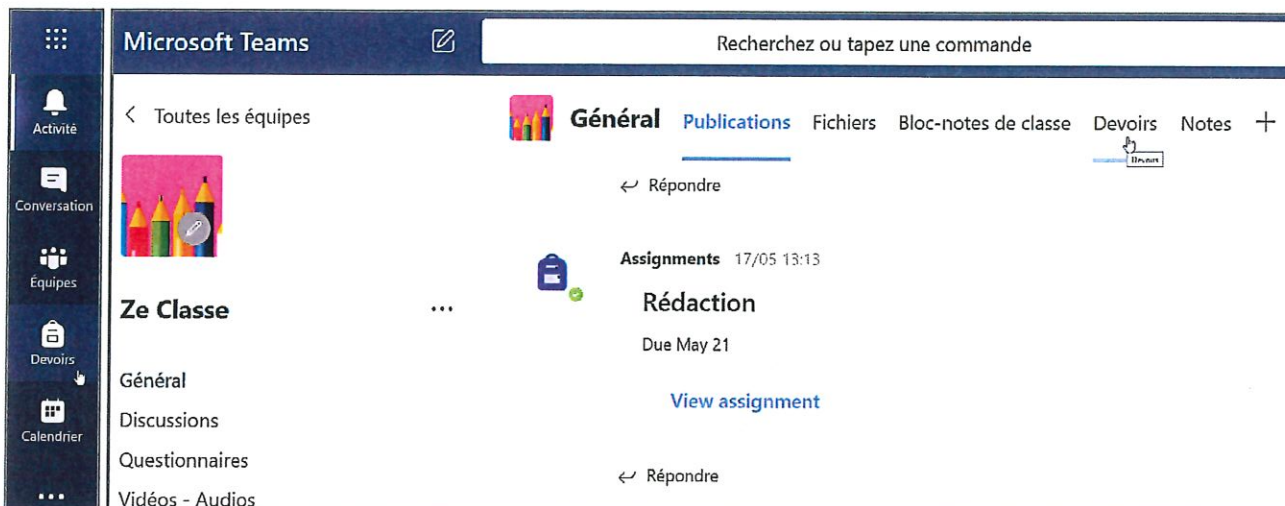 Microsoft Teams
Recherchez ou tapez une commande
Activité
Conversation
Équipes
Devoirs
Calendrier
...
Toutes les équipes
Ze Classe
...
Général
Discussions
Questionnaires
Vidéos - Audios
Général Publications Fichiers Bloc-notes de classe Devoirs Notes +
Devoirs
Répondre
Assignments 17/05 13:13
Rédaction
Due May 21
View assignment
Répondre